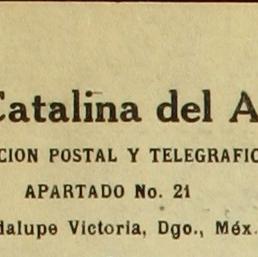 Catalina del A
CION POSTAL Y TELEGRAFIC
APARTADO No. 21
dalupe Victoria, Dgo., Méx.